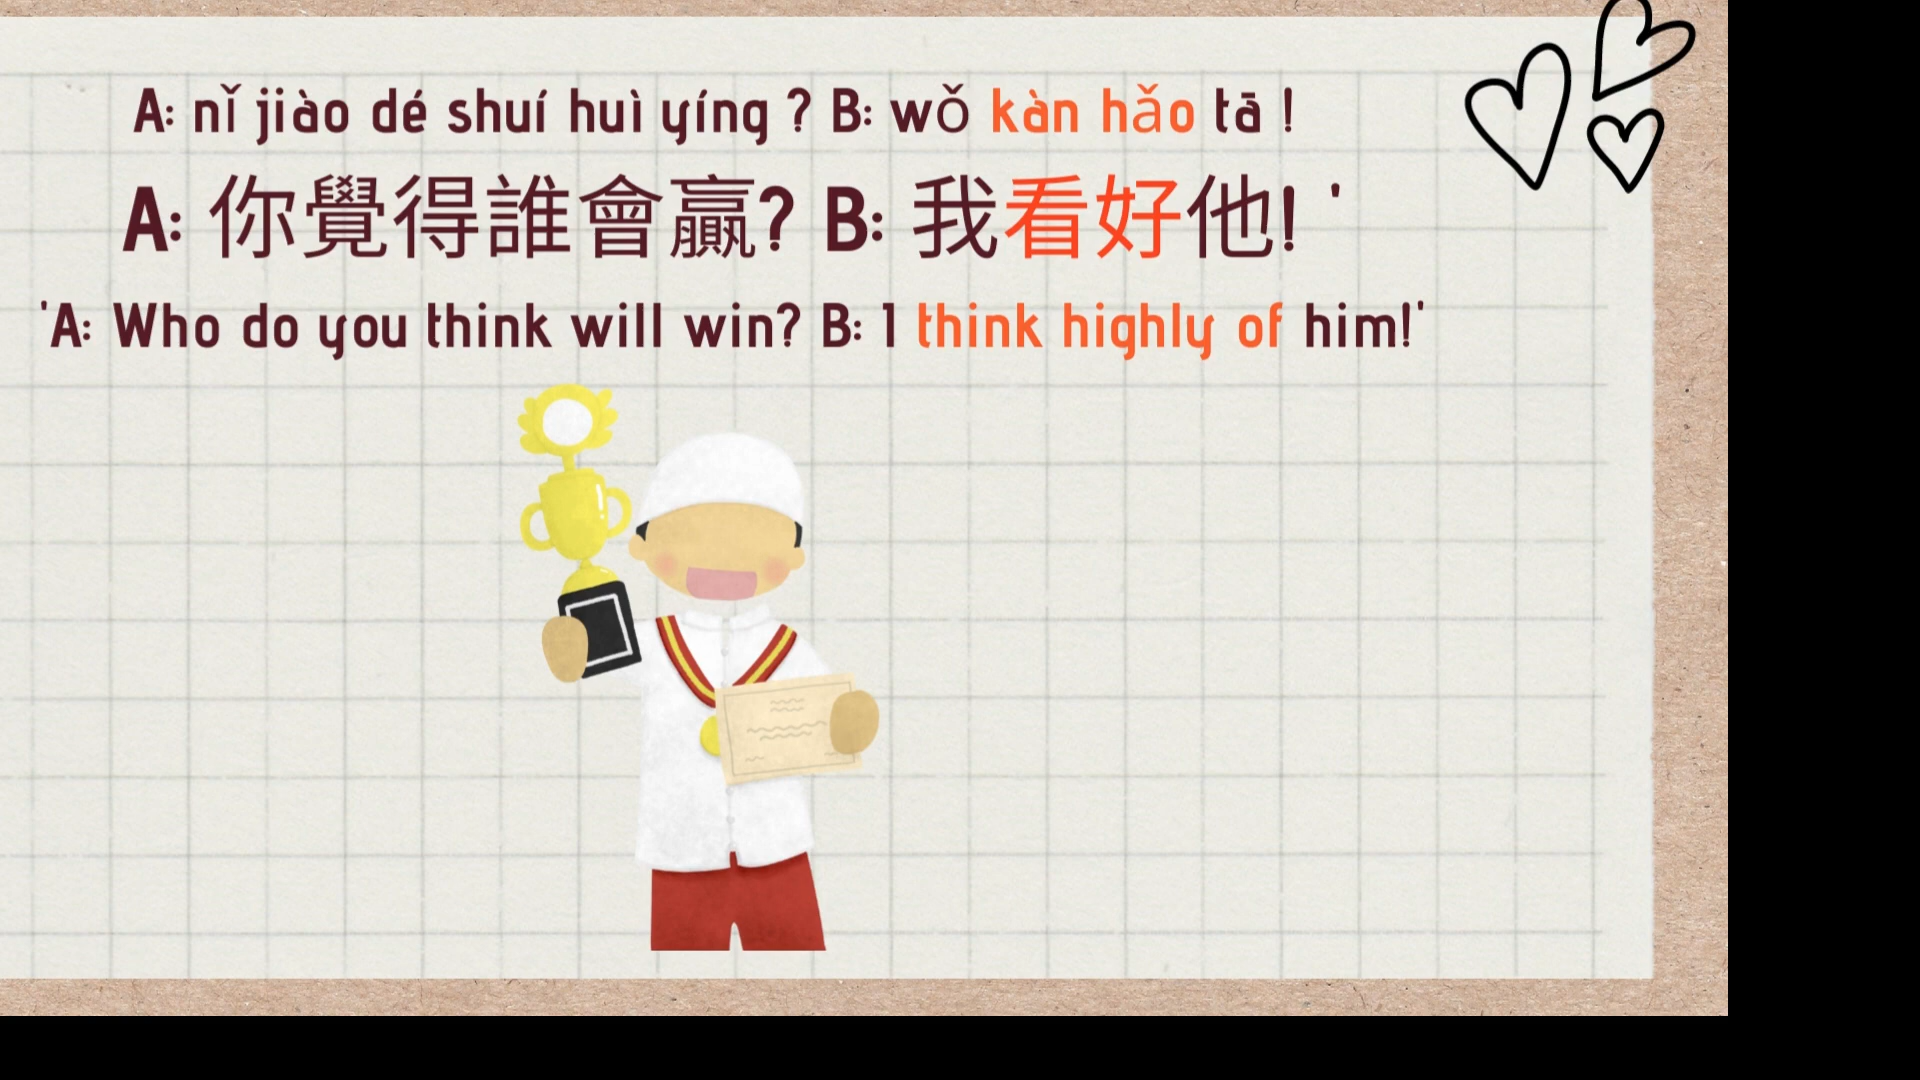 A: nǐ jiào dé shuí huì yíng ? B: wǒ kàn hǎo tā !
A: 你覺得誰會贏? B: 我看好他! '
'A: Who do you think will win? B: I think highly of him!'